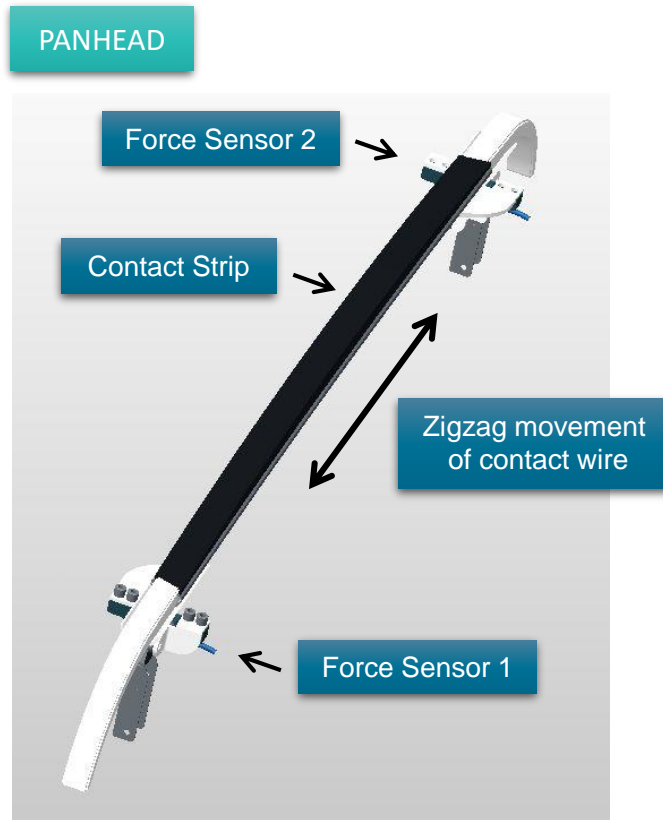 PANHEAD
Force Sensor 2
Contact Strip
Zigzag movement
of contact wire
Force Sensor 1